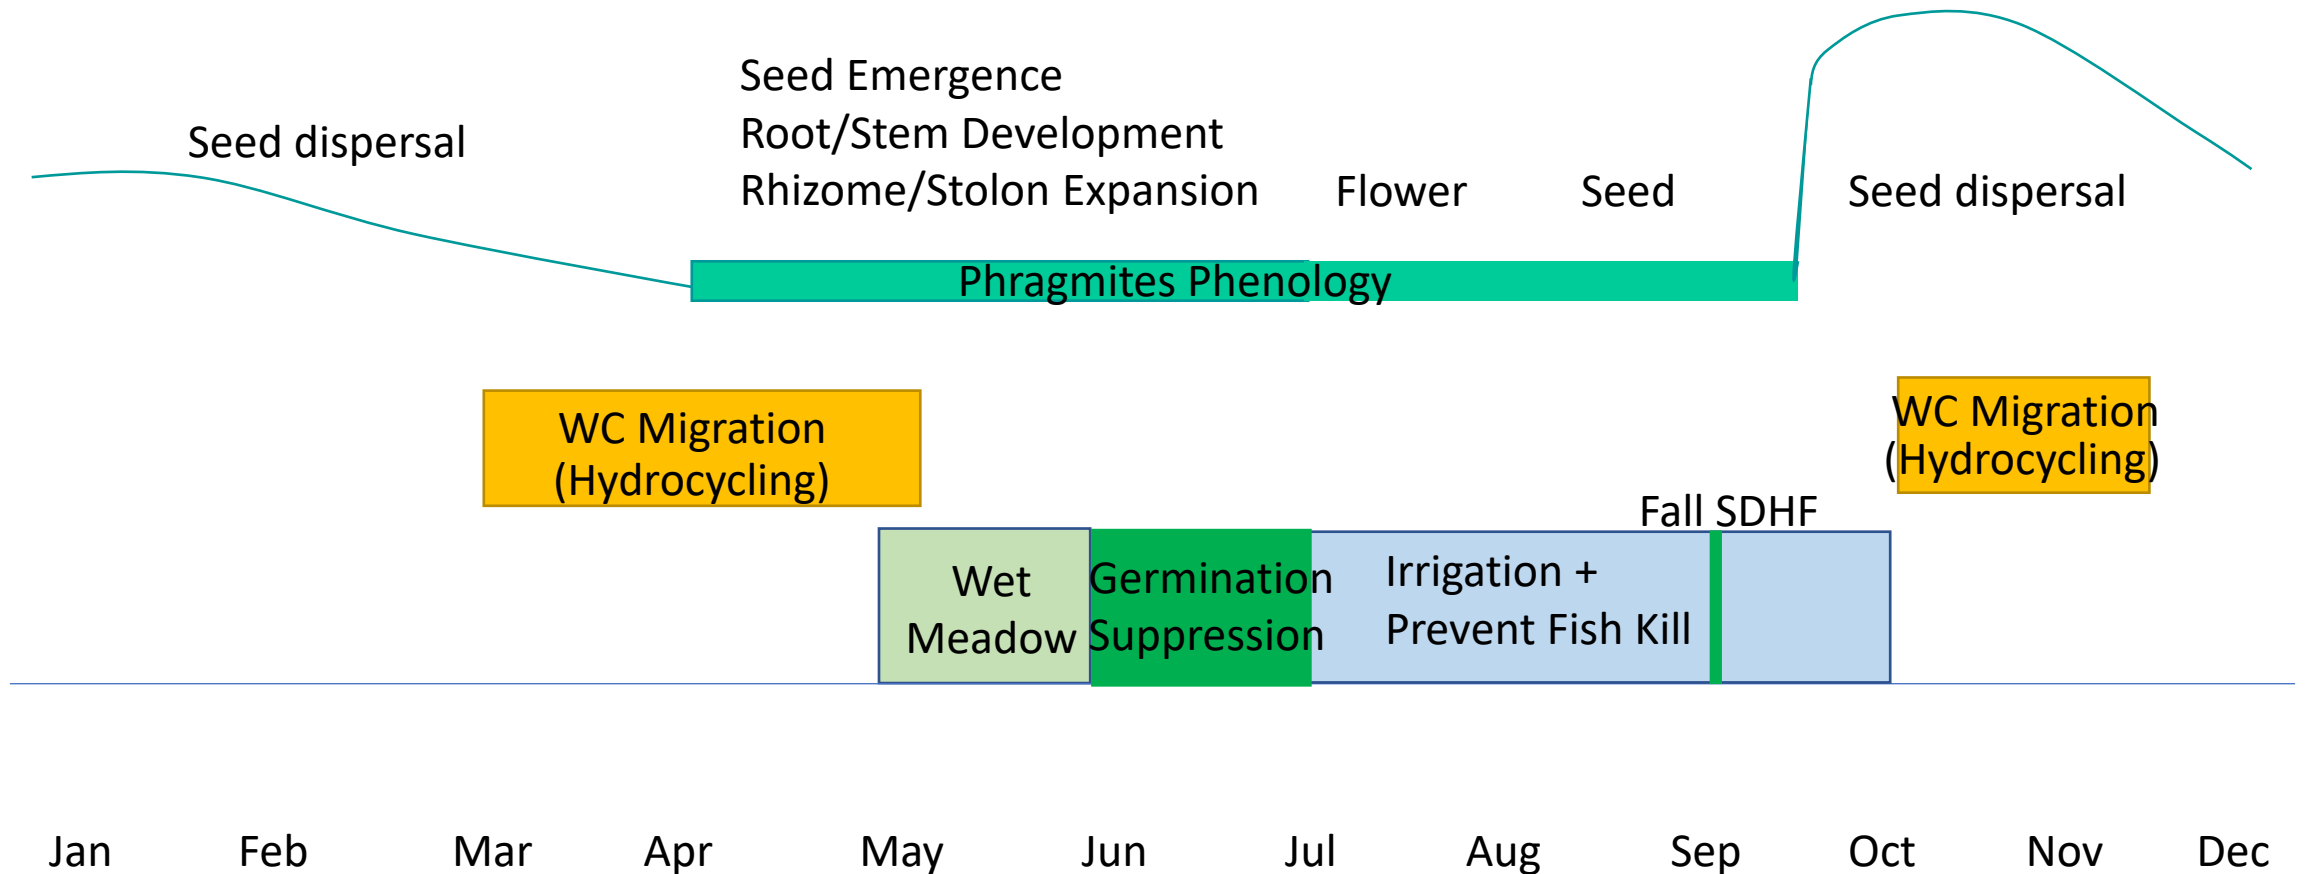 Seed dispersal
Seed Emergence
Root/Stem Development
Rhizome/Stolon Expansion
Flower
Seed
Seed dispersal
Phragmites Phenology
WC Migration
(Hydrocycling)
WC Migration
(Hydrocycling)
Fall SDHF
Wet
Meadow
Germination
Suppression
Irrigation +
Prevent Fish Kill
Jan Feb Mar Apr May Jun Jul Aug Sep Oct Nov Dec